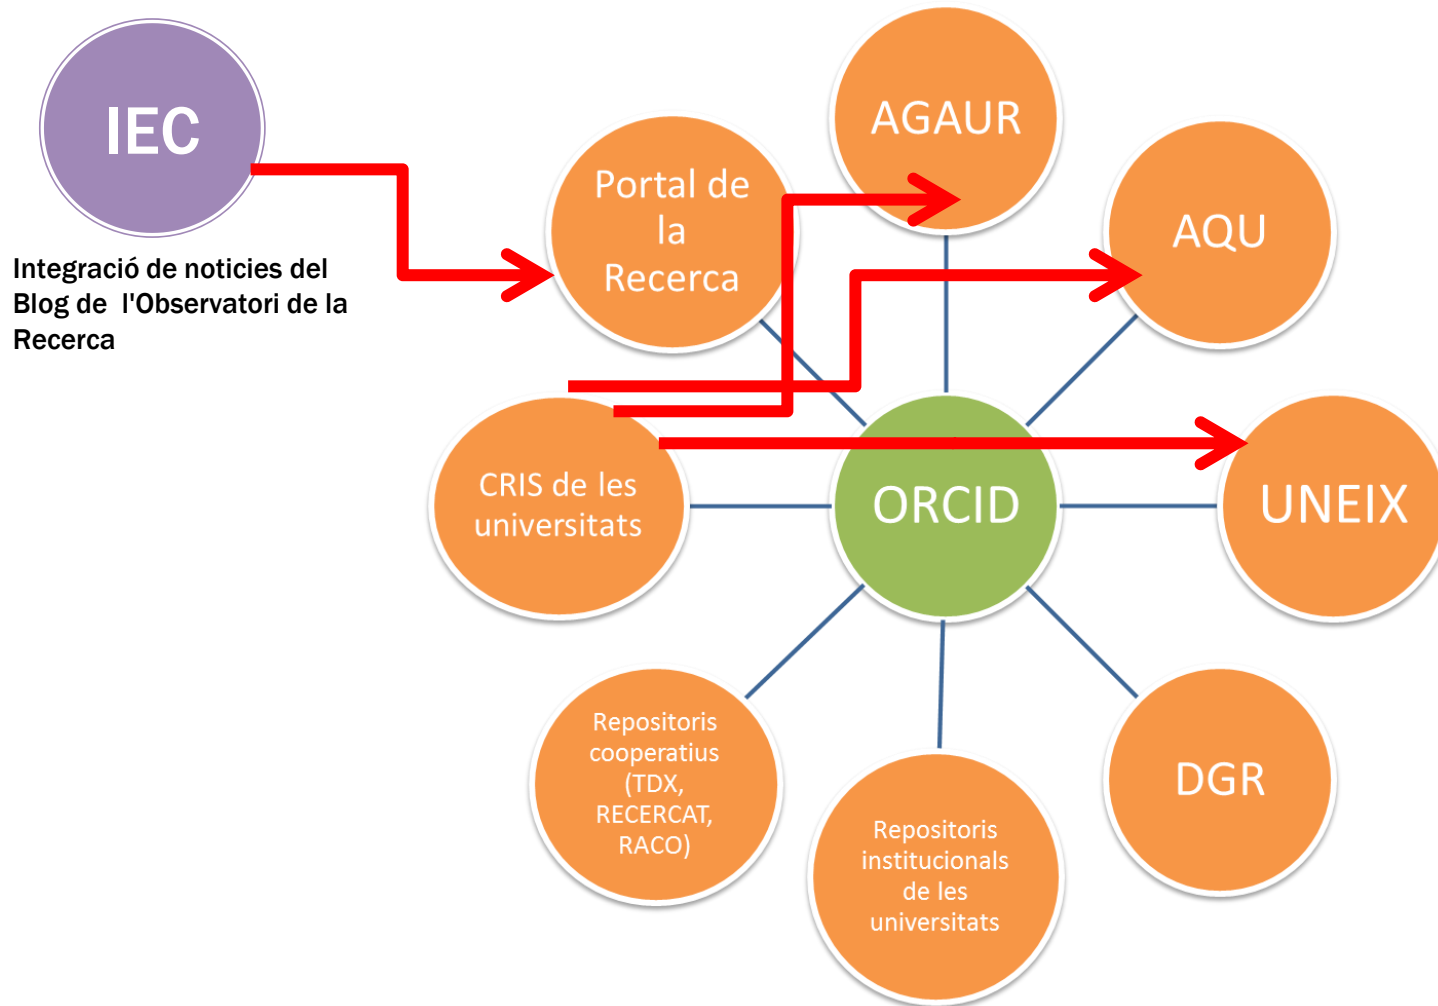 IEC
Integració de noticies del
Blog de  l'Observatori de la
Recerca
Portal de
la
Recerca
AGAUR
AQU
CRIS de les
universitats
ORCID
UNEIX
Repositoris
cooperatius
(TDX,
RECERCAT,
RACO)
Repositoris
institucionals
de les
universitats
DGR